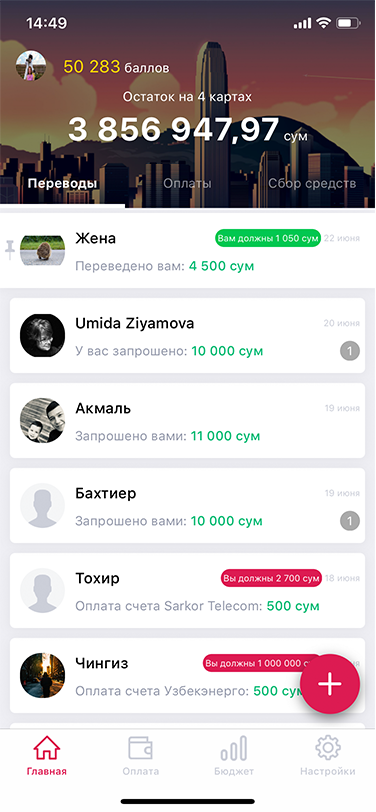 14:49
50 283 баллов
Остаток на 4 картах
3 856 947,97 сум
Переводы Оплаты Сбор средств
Жена Вам должны 1 050 сум 22 июня
Переведено вам: 4 500 сум
Umida Ziyamova 20 июня
У вас запрошено: 10 000 сум 1
Акмаль 19 июня
Запрошено вами: 11 000 сум
Бахтиер 19 июня
Запрошено вами: 10 000 сум 1
Тохир Вы должны 2 700 сум 18 июня
Оплата счета Sarkor Telecom: 500 сум
Чингиз Вы должны 1 000 000
Оплата счета Узбекэнерго: 500
Главная Оплата Бюджет Настройки